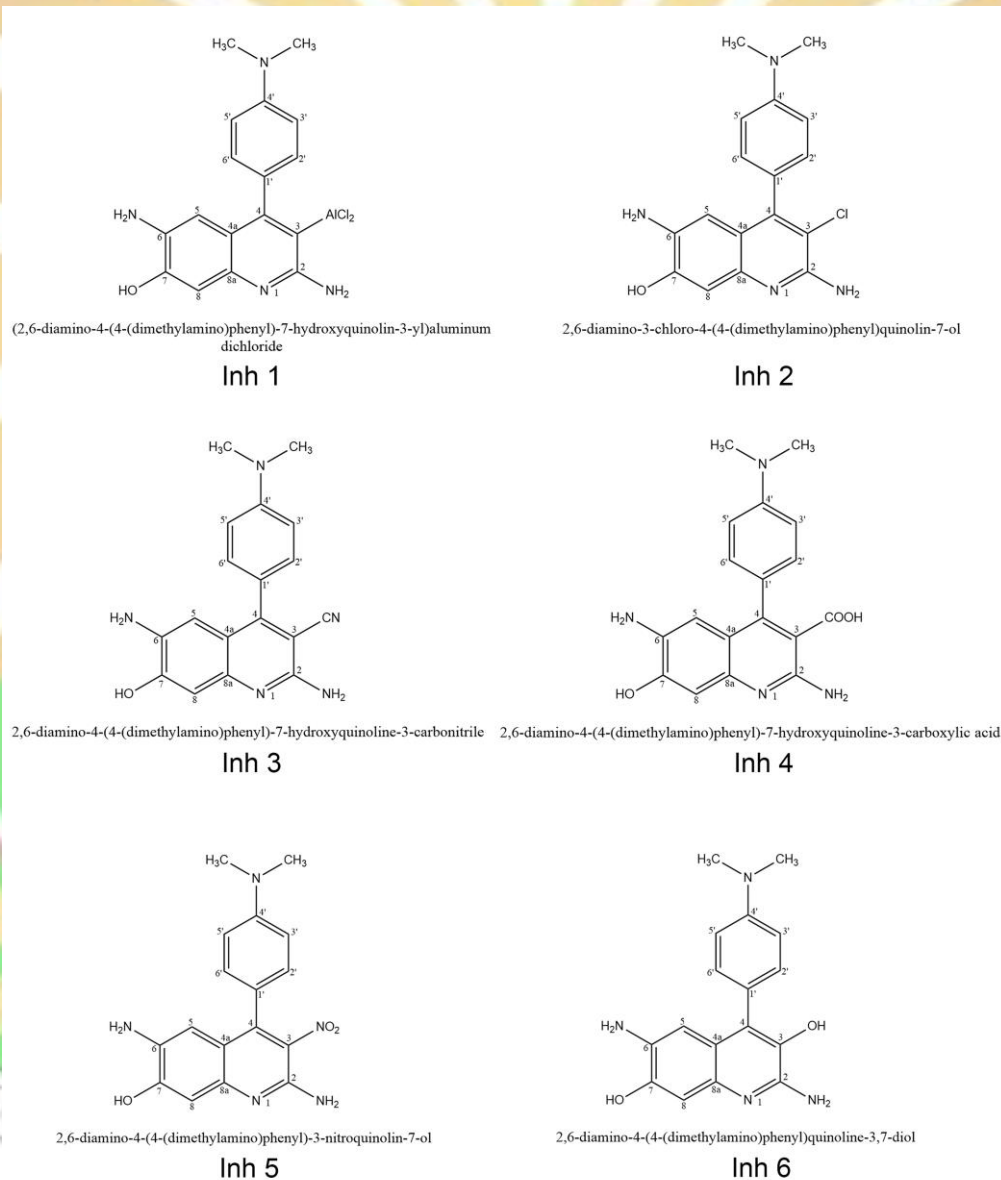 H₃C N CH₃
4'
5' 3'
6' 2'
1'
H₂N 5 4 3 AlCl₂
6 4a
7 8a 2
HO 8 N 1 NH₂
(2,6-diamino-4-(4-(dimethylamino)phenyl)-7-hydroxyquinolin-3-yl)aluminum
dichloride
Inh 1
H₃C N CH₃
4'
5' 3'
6' 2'
1'
H₂N 5 4 3 Cl
6 4a
7 8a 2
HO 8 N 1 NH₂
2,6-diamino-3-chloro-4-(4-(dimethylamino)phenyl)quinolin-7-ol
Inh 2
H₃C N CH₃
4'
5' 3'
6' 2'
1'
H₂N 5 4 3 CN
6 4a
7 8a 2
HO 8 N 1 NH₂
2,6-diamino-4-(4-(dimethylamino)phenyl)-7-hydroxyquinoline-3-carbonitrile
Inh 3
H₃C N CH₃
4'
5' 3'
6' 2'
1'
H₂N 5 4 3 COOH
6 4a
7 8a 2
HO 8 N 1 NH₂
2,6-diamino-4-(4-(dimethylamino)phenyl)-7-hydroxyquinoline-3-carboxylic acid
Inh 4
H₃C N CH₃
4'
5' 3'
6' 2'
1'
H₂N 5 4 3 NO₂
6 4a
7 8a 2
HO 8 N 1 NH₂
2,6-diamino-4-(4-(dimethylamino)phenyl)-3-nitroquinolin-7-ol
Inh 5
H₃C N CH₃
4'
5' 3'
6' 2'
1'
H₂N 5 4 3 OH
6 4a
7 8a 2
HO 8 N 1 NH₂
2,6-diamino-4-(4-(dimethylamino)phenyl)quinoline-3,7-diol
Inh 6